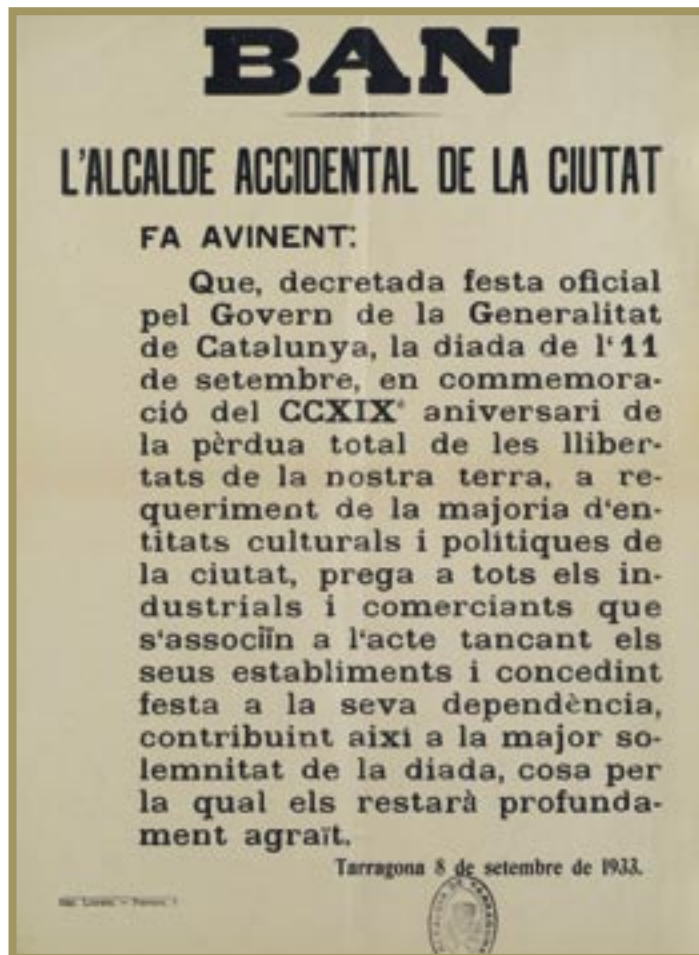 BAN
L'ALCALDE ACCIDENTAL DE LA CIUTAT
FA AVINENT:
Que, decretada festa oficial
pel Govern de la Generalitat
de Catalunya, la diada de l'11
de setembre, en commemora-
ció del CCXIXè aniversari de
la pèrdua total de les lliber-
tats de la nostra terra, a re-
queriment de la majoria d'en-
titats culturals i polítiques de
la ciutat, prega a tots els in-
dustrials i comerciants que
s'associïn a l'acte tancant els
seus establiments i concedint
festa a la seva dependència,
contribuint així a la major so-
lemnitat de la diada, cosa per
la qual els restarà profunda-
ment agraït.
Tarragona 8 de setembre de 1933.